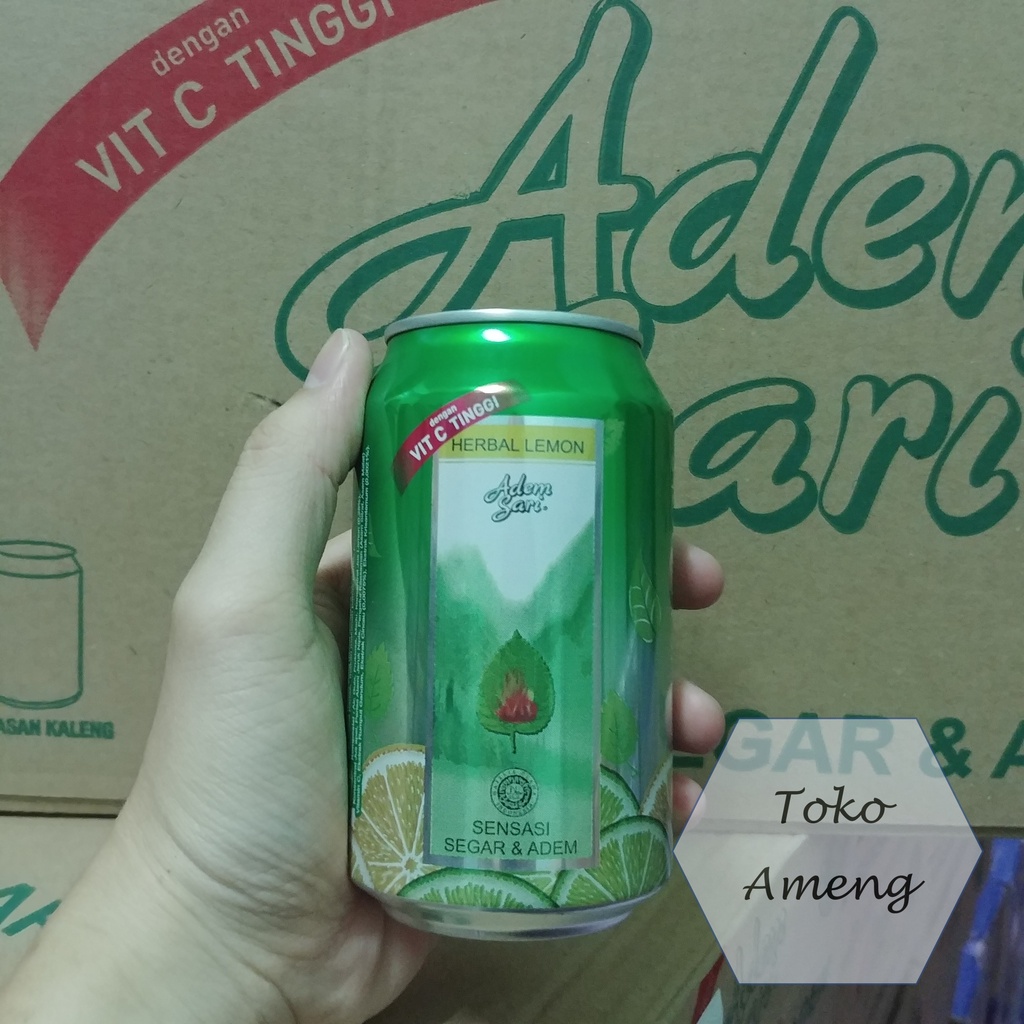 dengan
VIT C TINGGI
Adem
Sari
dengan
VIT C TINGGI
HERBAL LEMON
Adem
Sari
SENSASI
SEGAR & ADEM
ASAN KALENG
EGAR & A
Toko
Ameng